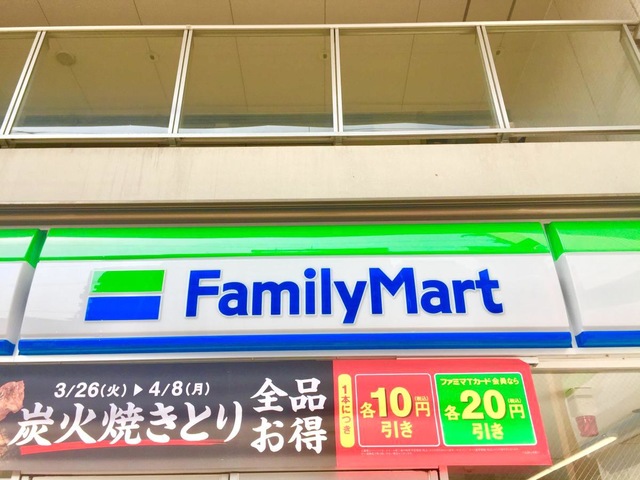 FamilyMart
3/26(火)▶4/8(月)
炭火焼きとり
全品
お得
1本につき
各10円(税込)
引き
ファミマTカード会員なら
各20円(税込)
引き